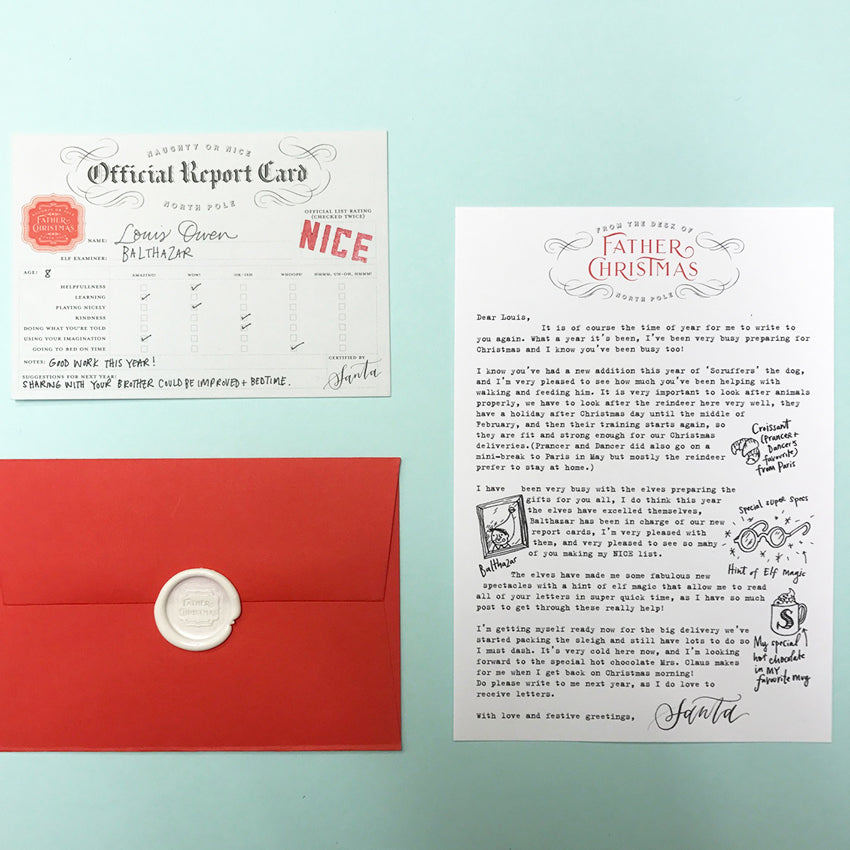 NAUGHTY OR NICE
Official Report Card
NORTH POLE
FATHER CHRISTMAS
OFFICIAL LIST RATING
(CHECKED TWICE)
NICE
NAME: Louis Owen
ELF EXAMINER: BALTHAZAR
AGE: 8
AMAZING! WOW! OK-ISH WHOOPS! HMMM, UH-OH, HMMM!
HELPFULLNESS
LEARNING
PLAYING NICELY
KINDNESS
DOING WHAT YOU'RE TOLD
USING YOUR IMAGINATION
GOING TO BED ON TIME
NOTES: GOOD WORK THIS YEAR!
CERTIFIED BY
Santa
SUGGESTIONS FOR NEXT YEAR:
SHARING WITH YOUR BROTHER COULD BE IMPROVED + BEDTIME.
FATHER
CHRISTMAS
FROM THE DESK OF
FATHER
CHRISTMAS
NORTH POLE
Dear Louis,
It is of course the time of year for me to write to
you again. What a year it's been, I've been very busy preparing for
Christmas and I know you've been busy too!
I know you've had a new addition this year of 'Scruffers' the dog,
and I'm very pleased to see how much you've been helping with
walking and feeding him. It is very important to look after animals
properly, we have to look after the reindeer here very well, they
have a holiday after Christmas day until the middle of
February, and then their training starts again, so
they are fit and strong enough for our Christmas
deliveries.(Prancer and Dancer did also go on a
mini-break to Paris in May but mostly the reindeer
prefer to stay at home.)
Croissant
(Prancer +
Dancer's
favourite)
from Paris
I have been very busy with the elves preparing the
gifts for you all, I do think this year
the elves have excelled themselves,
Balthazar has been in charge of our new
report cards, I'm very pleased with
them, and very pleased to see so many
of you making my NICE list.
Balthazar
Special super specs
Hint of Elf Magic
The elves have made me some fabulous new
spectacles with a hint of elf magic that allow me to read
all of your letters in super quick time, as I have so much
post to get through these really help!
S
I'm getting myself ready now for the big delivery we've
started packing the sleigh and still have lots to do so
I must dash. It's very cold here now, and I'm looking
forward to the special hot chocolate Mrs. Claus makes
for me when I get back on Christmas morning!
Do please write to me next year, as I do love to
receive letters.
My special
hot chocolate
in MY
favourite mug
With love and festive greetings,
Santa